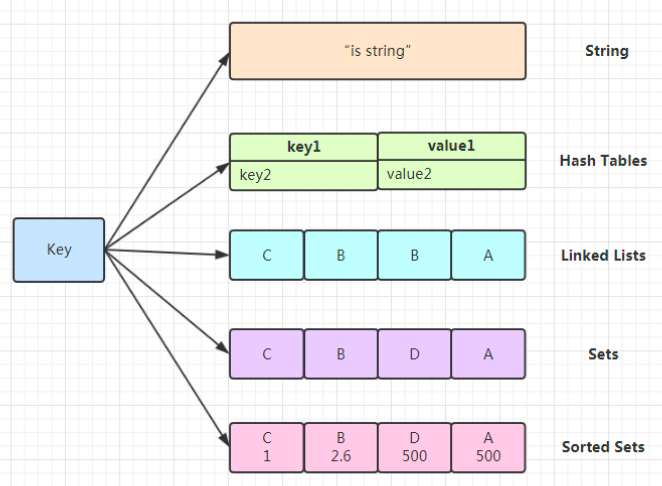 “is string”
String
key1
value1
key2
value2
Hash Tables
Key
C
B
B
A
Linked Lists
C
B
D
A
Sets
C
B
D
A
1
2.6
500
500
Sorted Sets